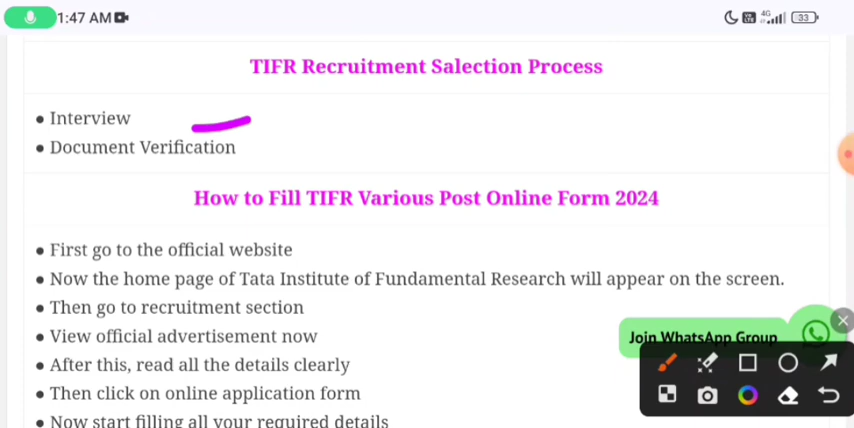 1:47 AM
4G
33
TIFR Recruitment Salection Process
● Interview
● Document Verification
How to Fill TIFR Various Post Online Form 2024
● First go to the official website
● Now the home page of Tata Institute of Fundamental Research will appear on the screen.
● Then go to recruitment section
● View official advertisement now
Join WhatsApp Group
● After this, read all the details clearly
● Then click on online application form
● Now start filling all your required details